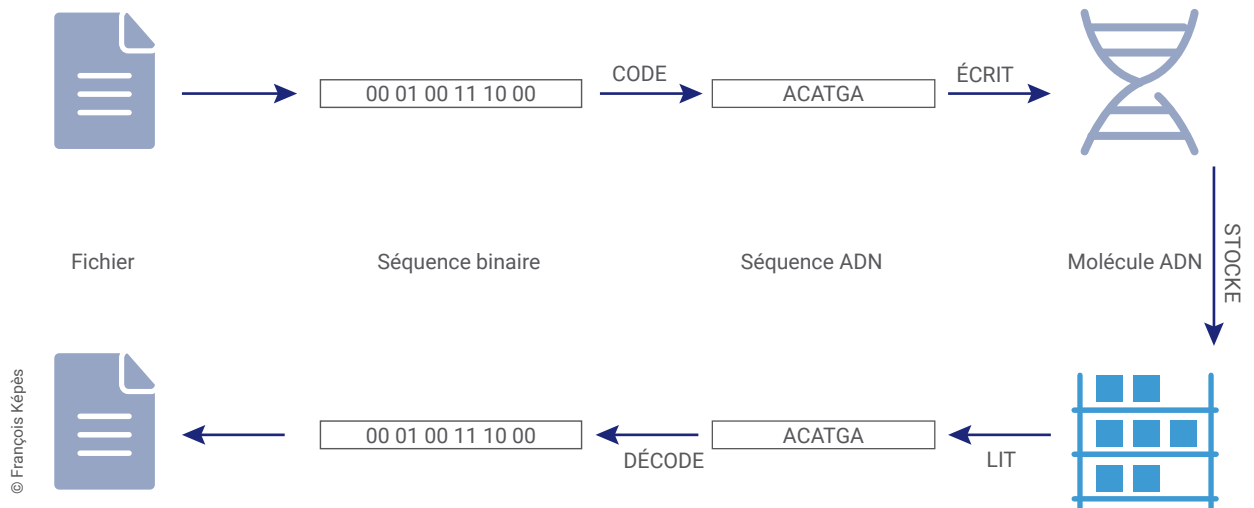 CODE
ÉCRIT
00 01 00 11 10 00
ACATGA
Fichier
Séquence binaire
Séquence ADN
Molécule ADN
STOCKE
00 01 00 11 10 00
DÉCODE
ACATGA
LIT
© François Képès